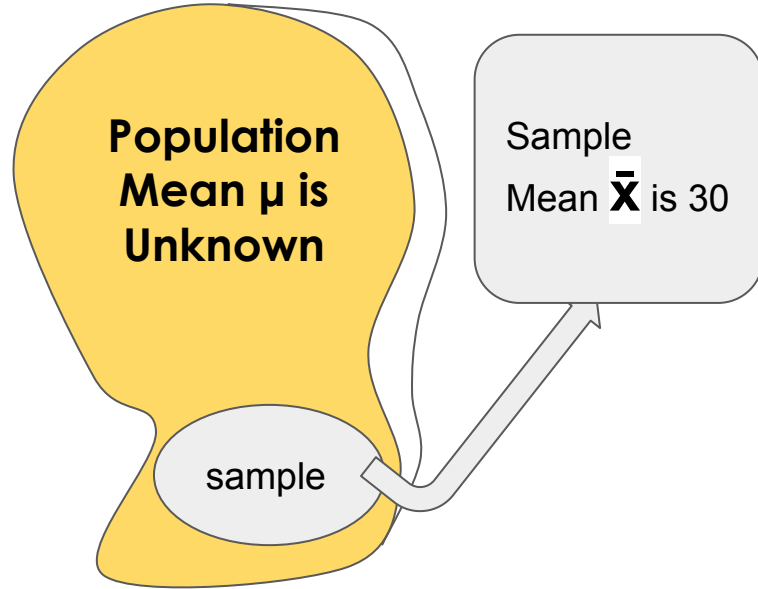 Population
Mean µ is
Unknown
Sample
Mean x̄ is 30
sample